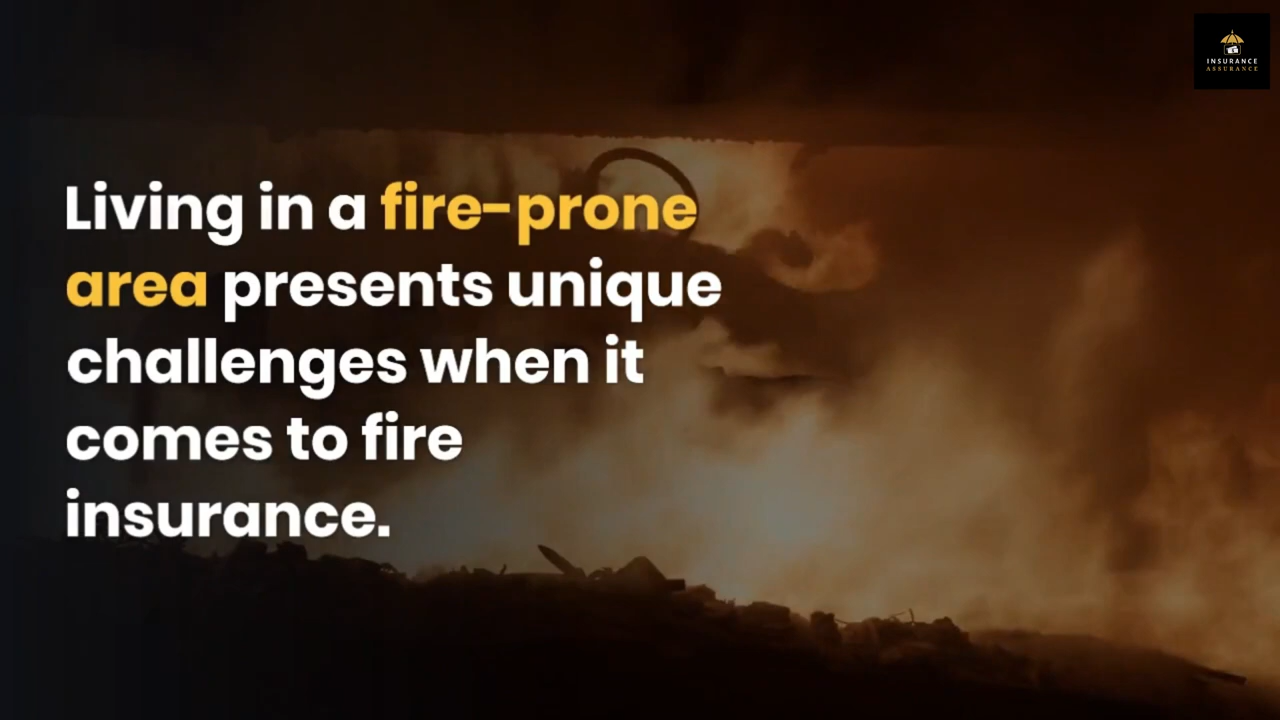 Living in a fire-prone
area presents unique
challenges when it
comes to fire
insurance.
INSURANCE
ASSURANCE